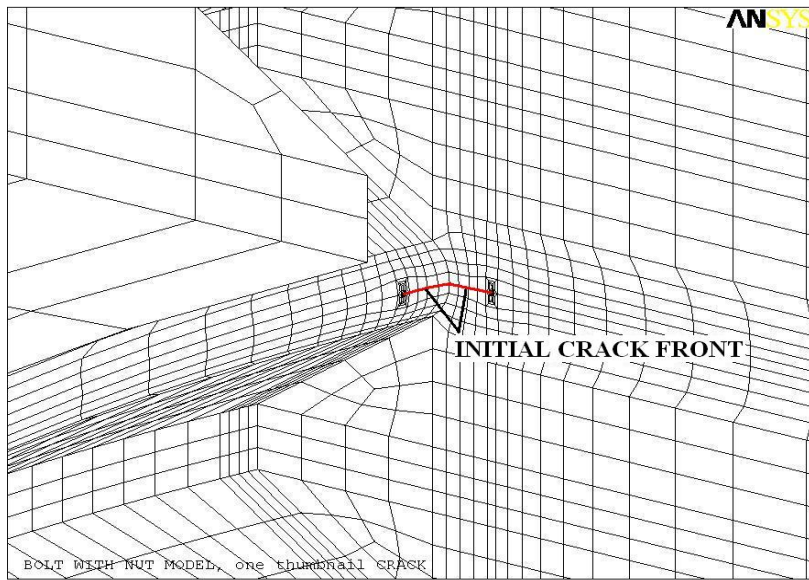 ANSYS
INITIAL CRACK FRONT
BOLT WITH NUT MODEL, one thumbnail CRACK